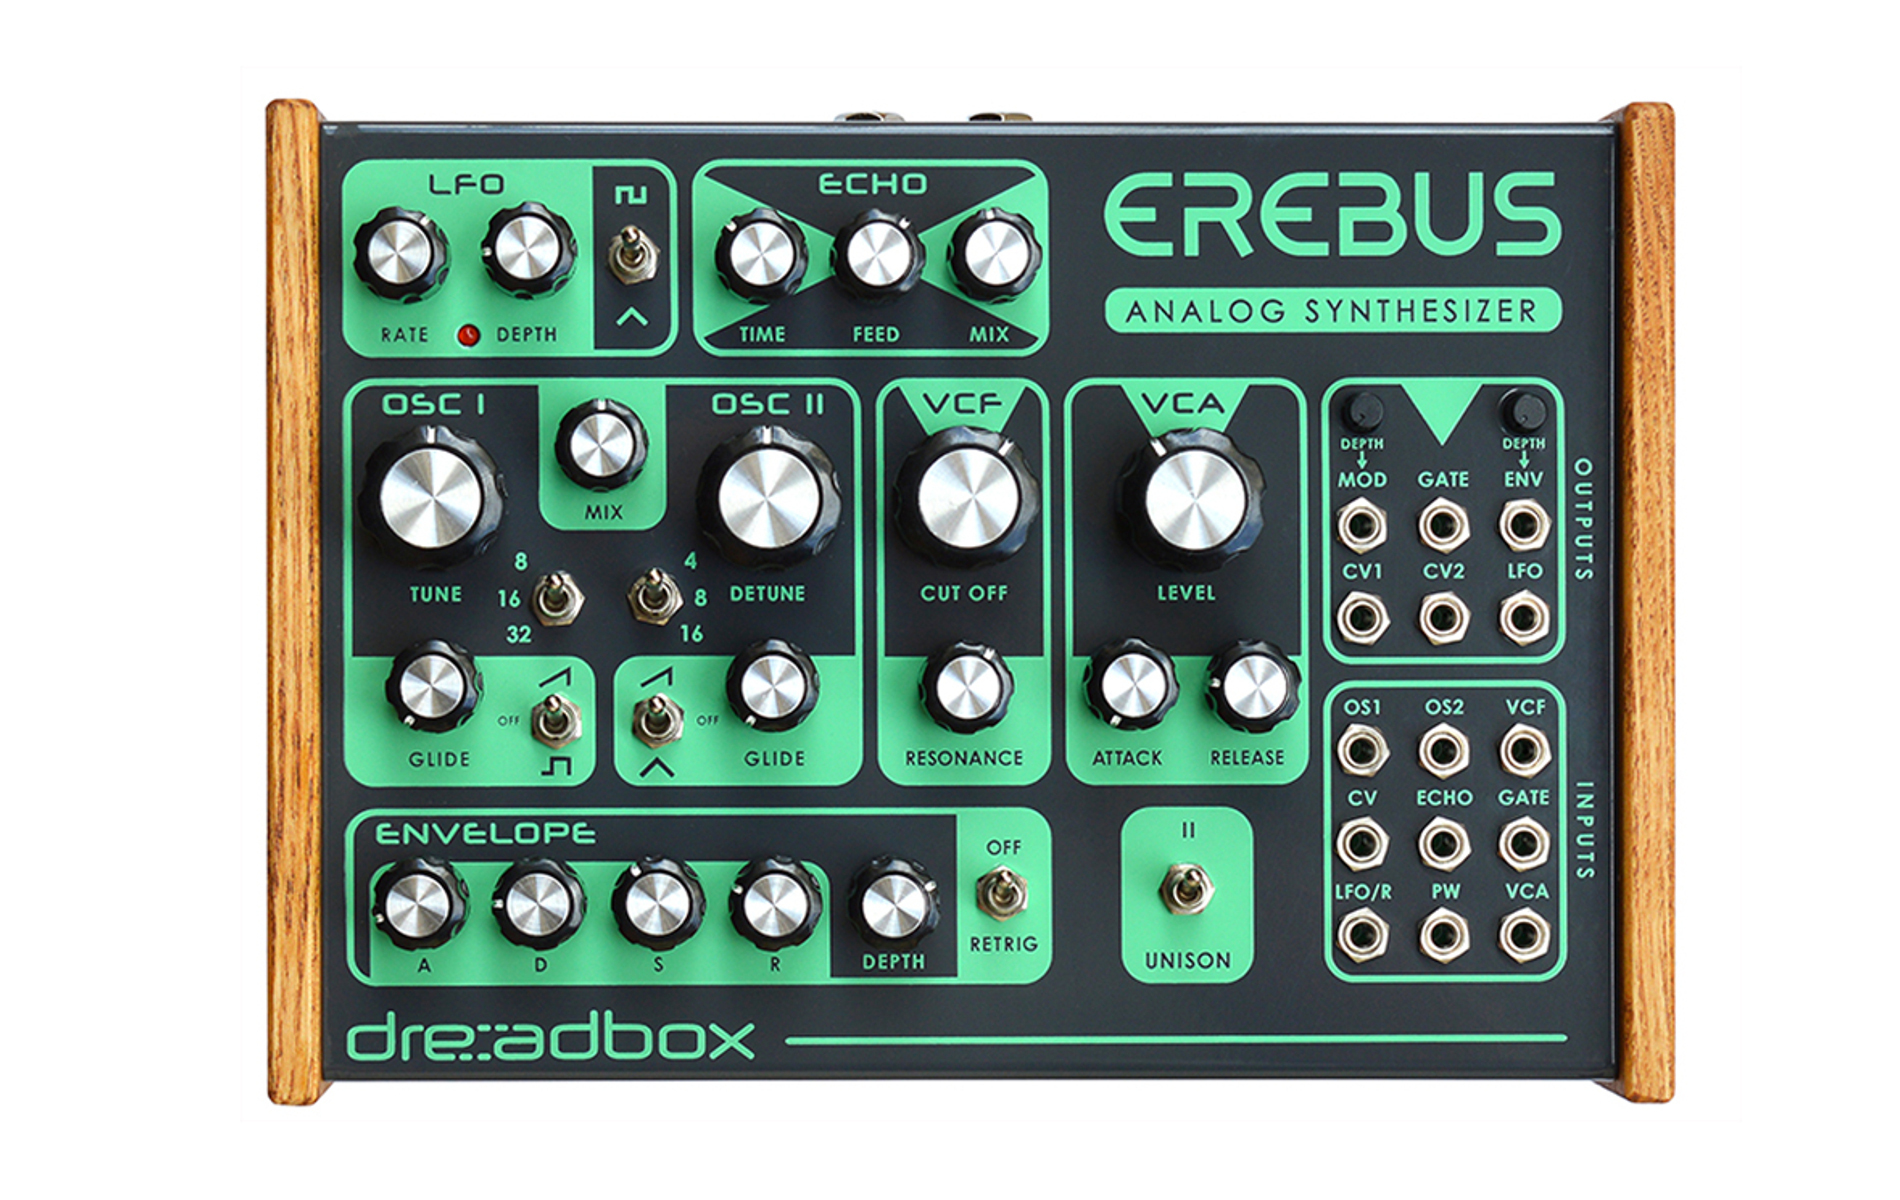 LFO
RATE DEPTH
ECHO
TIME FEED MIX
EREBUS
ANALOG SYNTHESIZER
OSC I
MIX
OSC II
TUNE
8
16
32
4
8
16
DETUNE
GLIDE
OFF
OFF
GLIDE
VCF
CUT OFF
RESONANCE
VCA
LEVEL
ATTACK RELEASE
DEPTH DEPTH
MOD GATE ENV
CV1 CV2 LFO
OUTPUTS
OS1 OS2 VCF
CV ECHO GATE
LFO/R PW VCA
INPUTS
ENVELOPE
A D S R DEPTH
OFF
RETRIG
II
UNISON
dreadbox